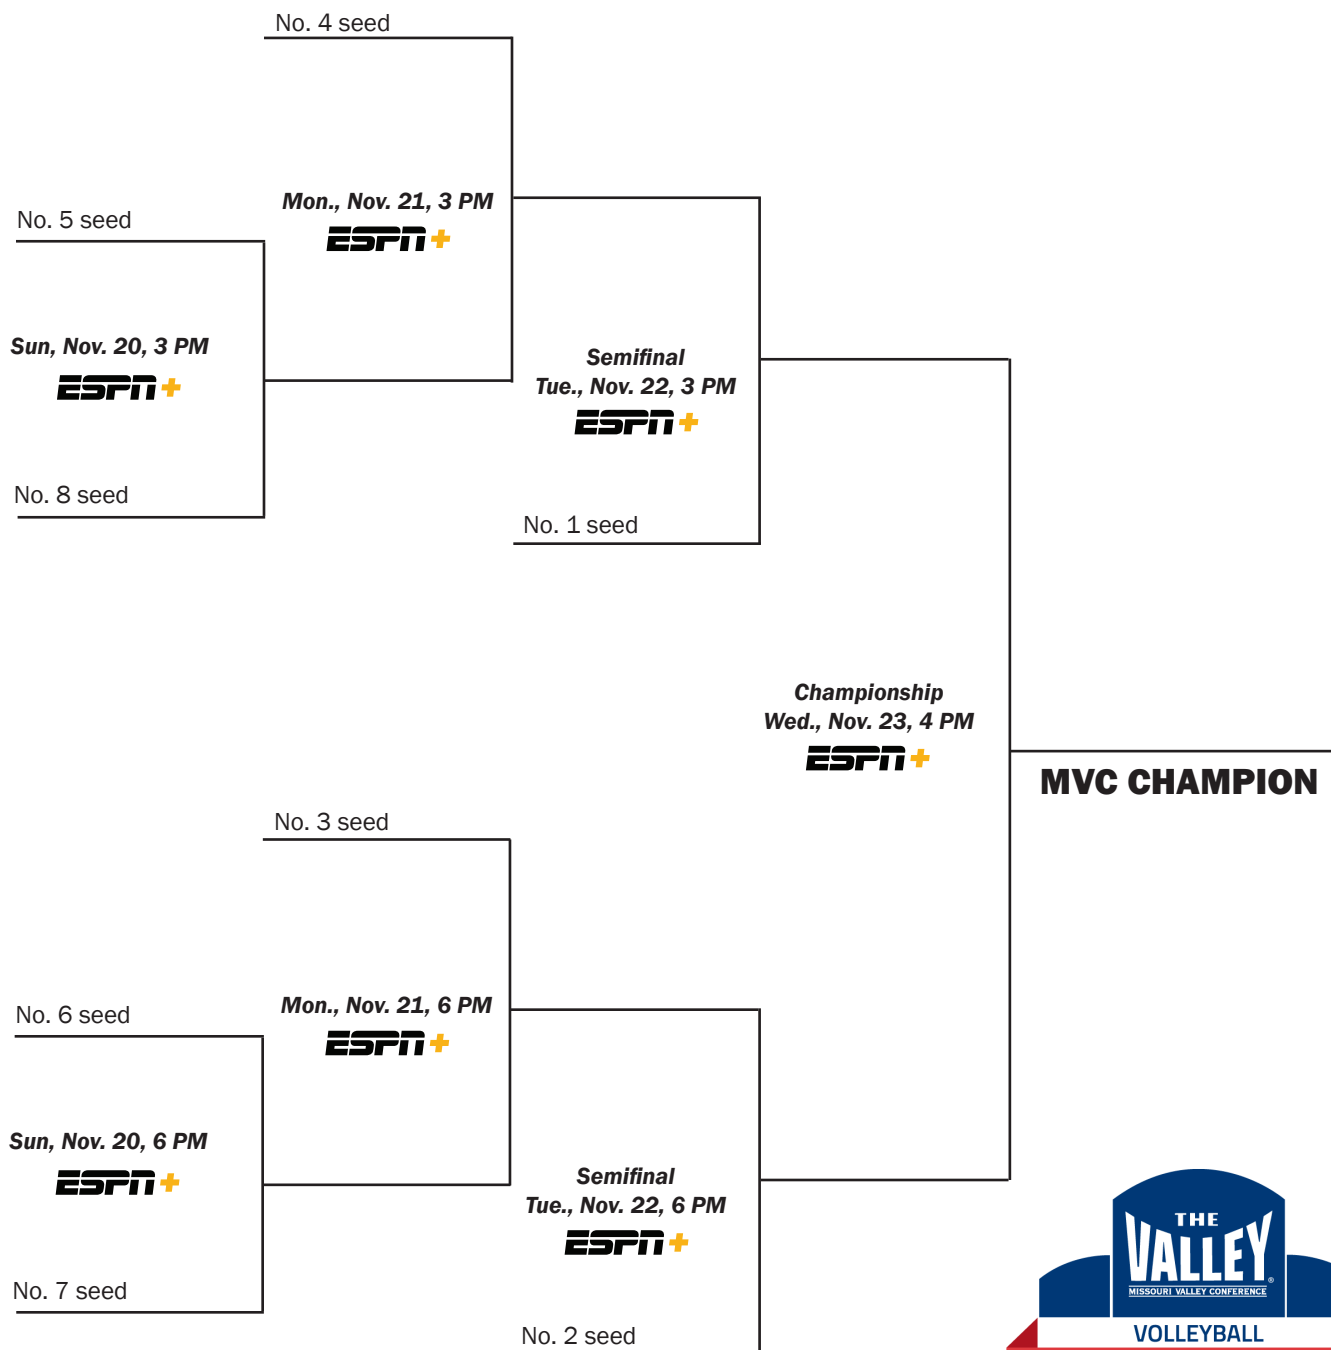 No. 4 seed
Mon., Nov. 21, 3 PM
ESPN+
No. 5 seed
Sun, Nov. 20, 3 PM
ESPN+
No. 8 seed
Semifinal
Tue., Nov. 22, 3 PM
ESPN+
No. 1 seed
Championship
Wed., Nov. 23, 4 PM
ESPN+
MVC CHAMPION
No. 3 seed
Mon., Nov. 21, 6 PM
ESPN+
No. 6 seed
Sun, Nov. 20, 6 PM
ESPN+
No. 7 seed
Semifinal
Tue., Nov. 22, 6 PM
ESPN+
No. 2 seed
THE
VALLEY®
MISSOURI VALLEY CONFERENCE
VOLLEYBALL